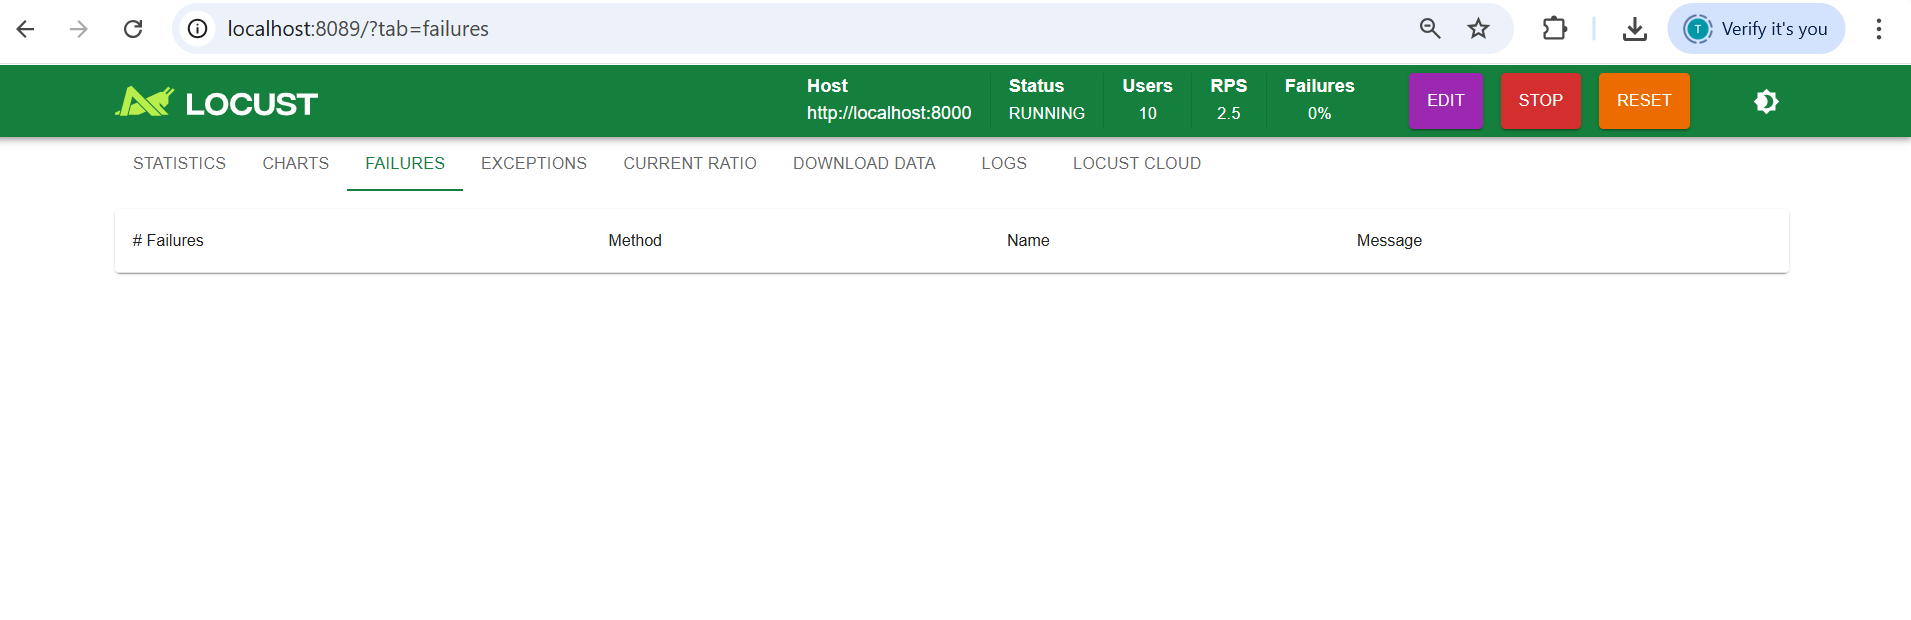 localhost:8089/?tab=failures
T
Verify it's you
LOCUST
Host
http://localhost:8000
Status
RUNNING
Users
10
RPS
2.5
Failures
0%
EDIT
STOP
RESET
STATISTICS
CHARTS
FAILURES
EXCEPTIONS
CURRENT RATIO
DOWNLOAD DATA
LOGS
LOCUST CLOUD
# Failures
Method
Name
Message